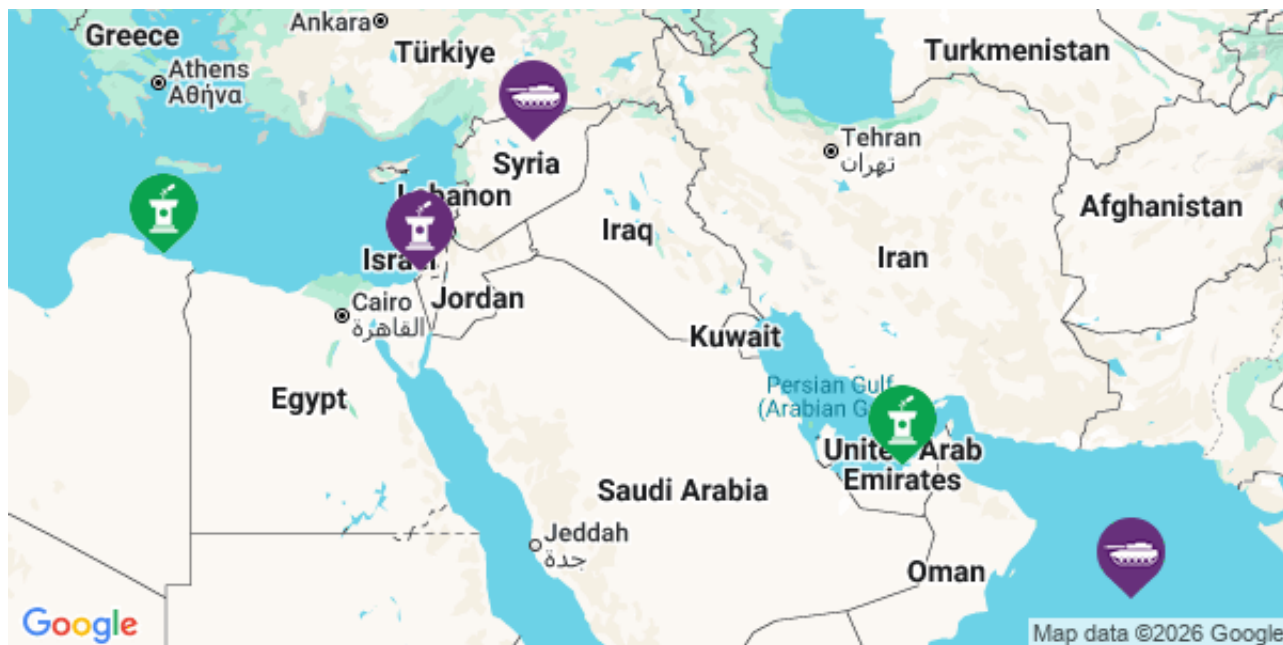 Ankara
Greece
Türkiye
Turkmenistan
Athens
Αθήνα
Tehran
تهران
Syria
Lebanon
Afghanistan
Iraq
Iran
Israel
Jordan
Cairo
القاهرة
Kuwait
Persian Gulf
(Arabian Gulf)
Egypt
United Arab
Emirates
Saudi Arabia
Jeddah
جدة
Oman
Google
Map data ©2026 Google